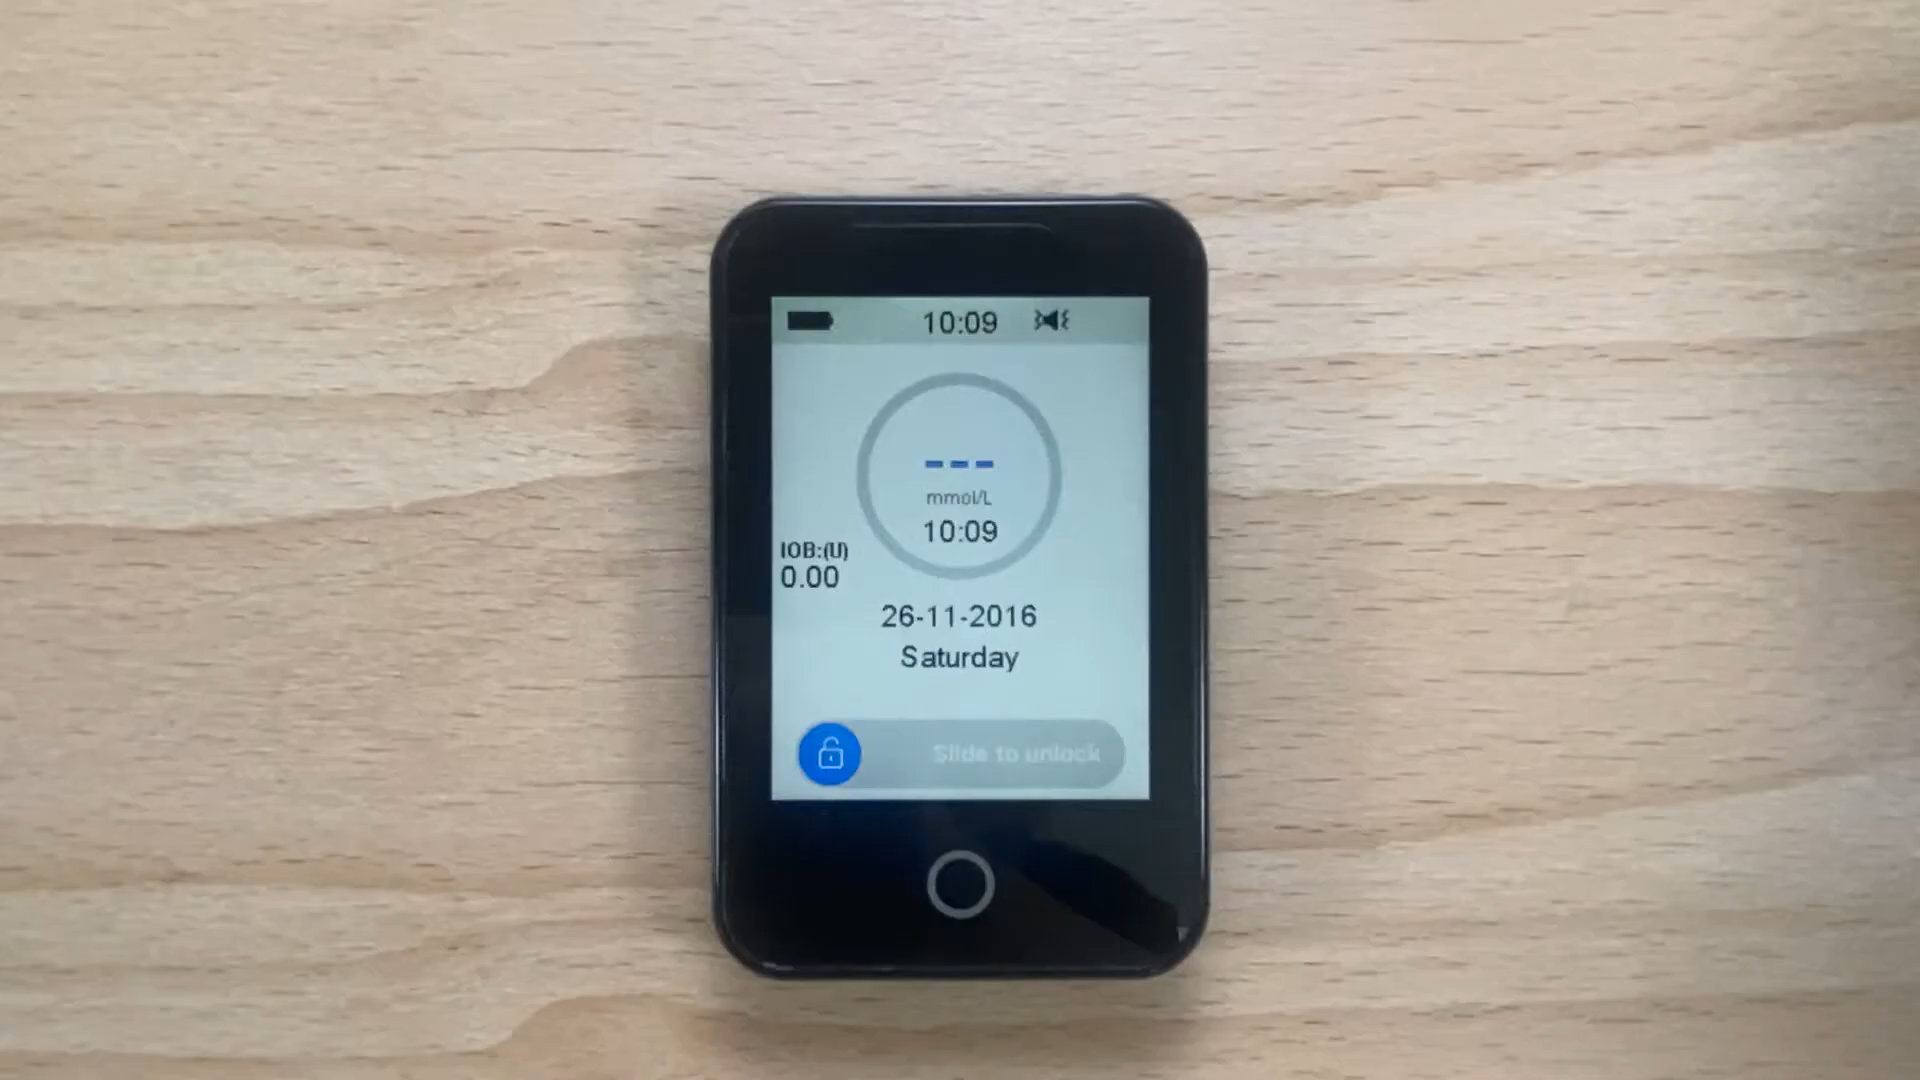 10:09
---
mmol/L
10:09
IOB:(U)
0.00
26-11-2016
Saturday
Slide to unlock